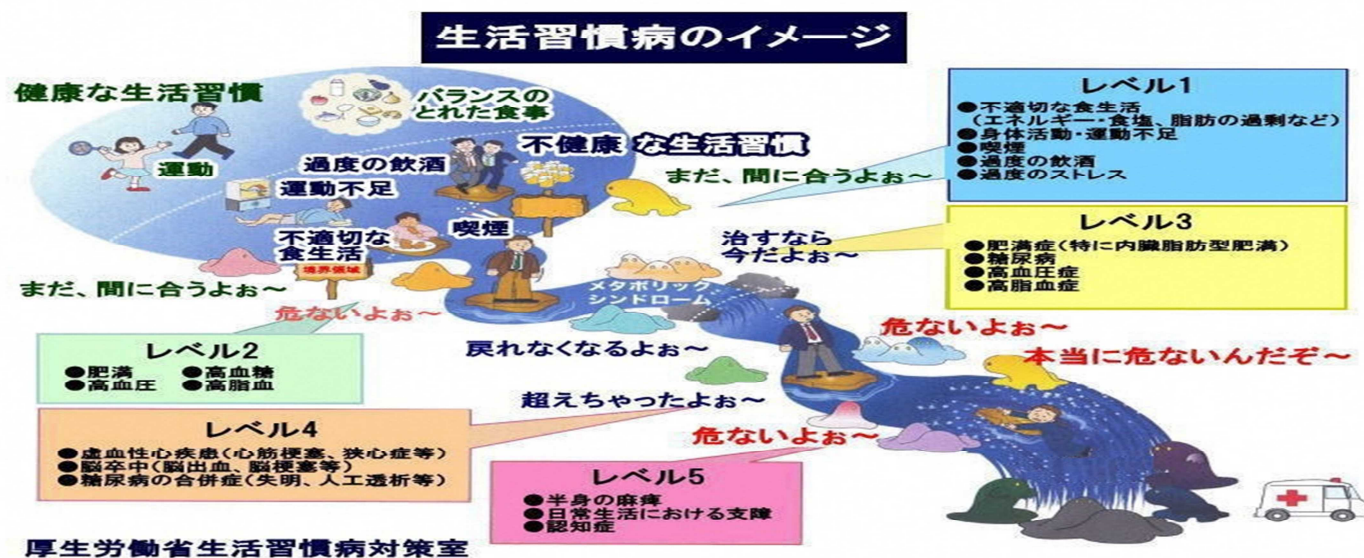 生活習慣病のイメージ
健康な生活習慣
バランスの
とれた食事
運動
過度の飲酒
不健康 な生活習慣
運動不足
まだ、間に合うよぉ～
喫煙
不適切な
食生活
境界領域
治すなら
今だよぉ～
まだ、間に合うよぉ～
危ないよぉ～
メタボリック
シンドローム
戻れなくなるよぉ～
危ないよぉ～
本当に危ないんだぞ～
超えちゃったよぉ～
危ないよぉ～
レベル1
●不適切な食生活
(エネルギー・食塩、脂肪の過剰など)
●身体活動・運動不足
●喫煙
●過度の飲酒
●過度のストレス
レベル3
●肥満症(特に内臓脂肪型肥満)
●糖尿病
●高血圧症
●高脂血症
レベル2
●肥満 ●高血糖
●高血圧 ●高脂血
レベル4
●虚血性心疾患(心筋梗塞、狭心症等)
●脳卒中(脳出血、脳梗塞等)
●糖尿病の合併症(失明、人工透析等)
レベル5
●半身の麻痺
●日常生活における支障
●認知症
厚生労働省生活習慣病対策室